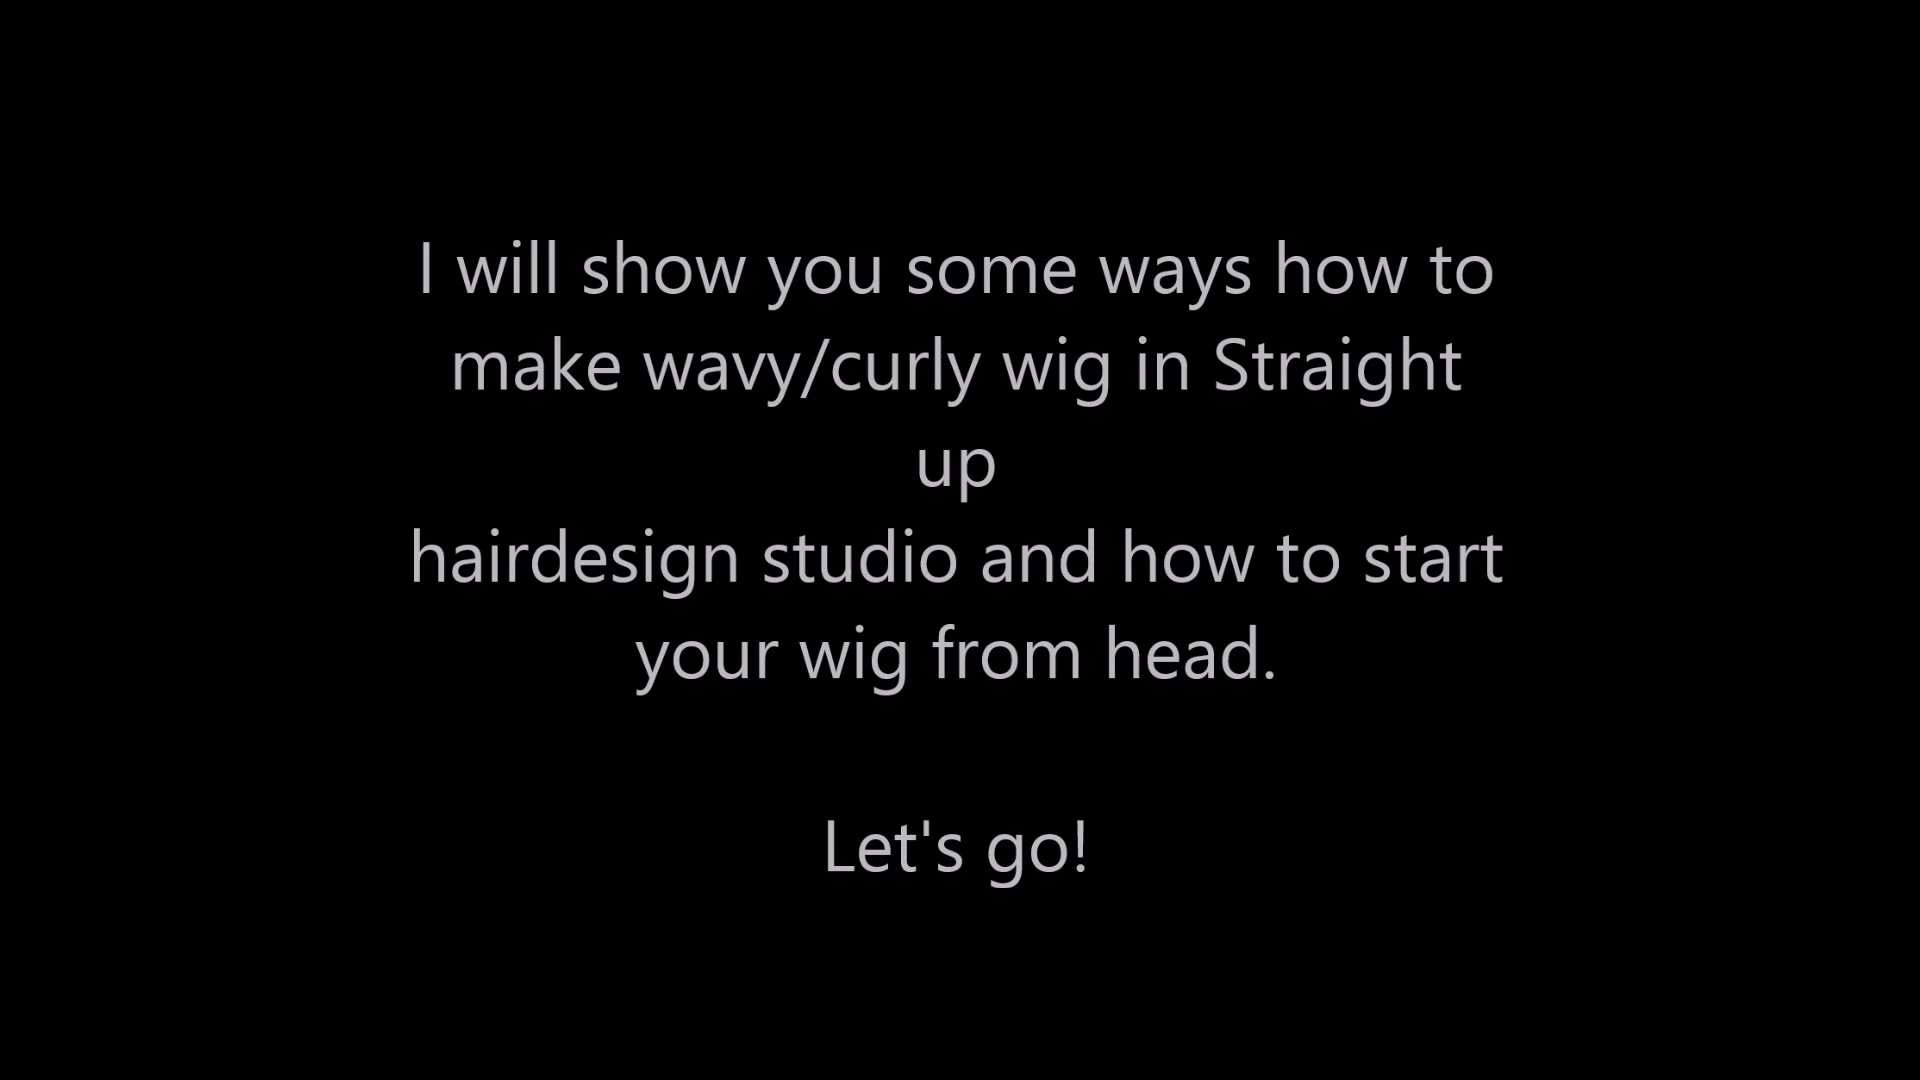 I will show you some ways how to
make wavy/curly wig in Straight
up
hairdesign studio and how to start
your wig from head.
Let's go!